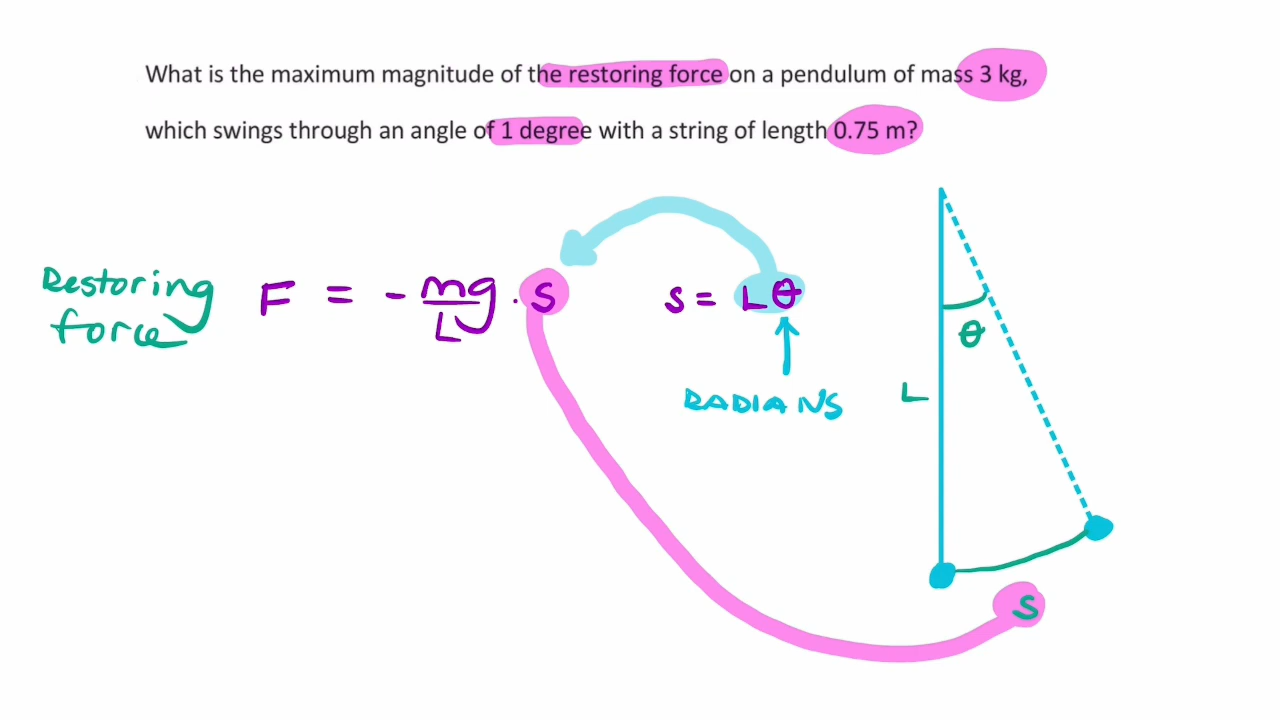 What is the maximum magnitude of the restoring force on a pendulum of mass 3 kg,
which swings through an angle of 1 degree with a string of length 0.75 m?
Restoring
force
F = - mg/L · S
s = Lθ
RADIANS
θ
L
S